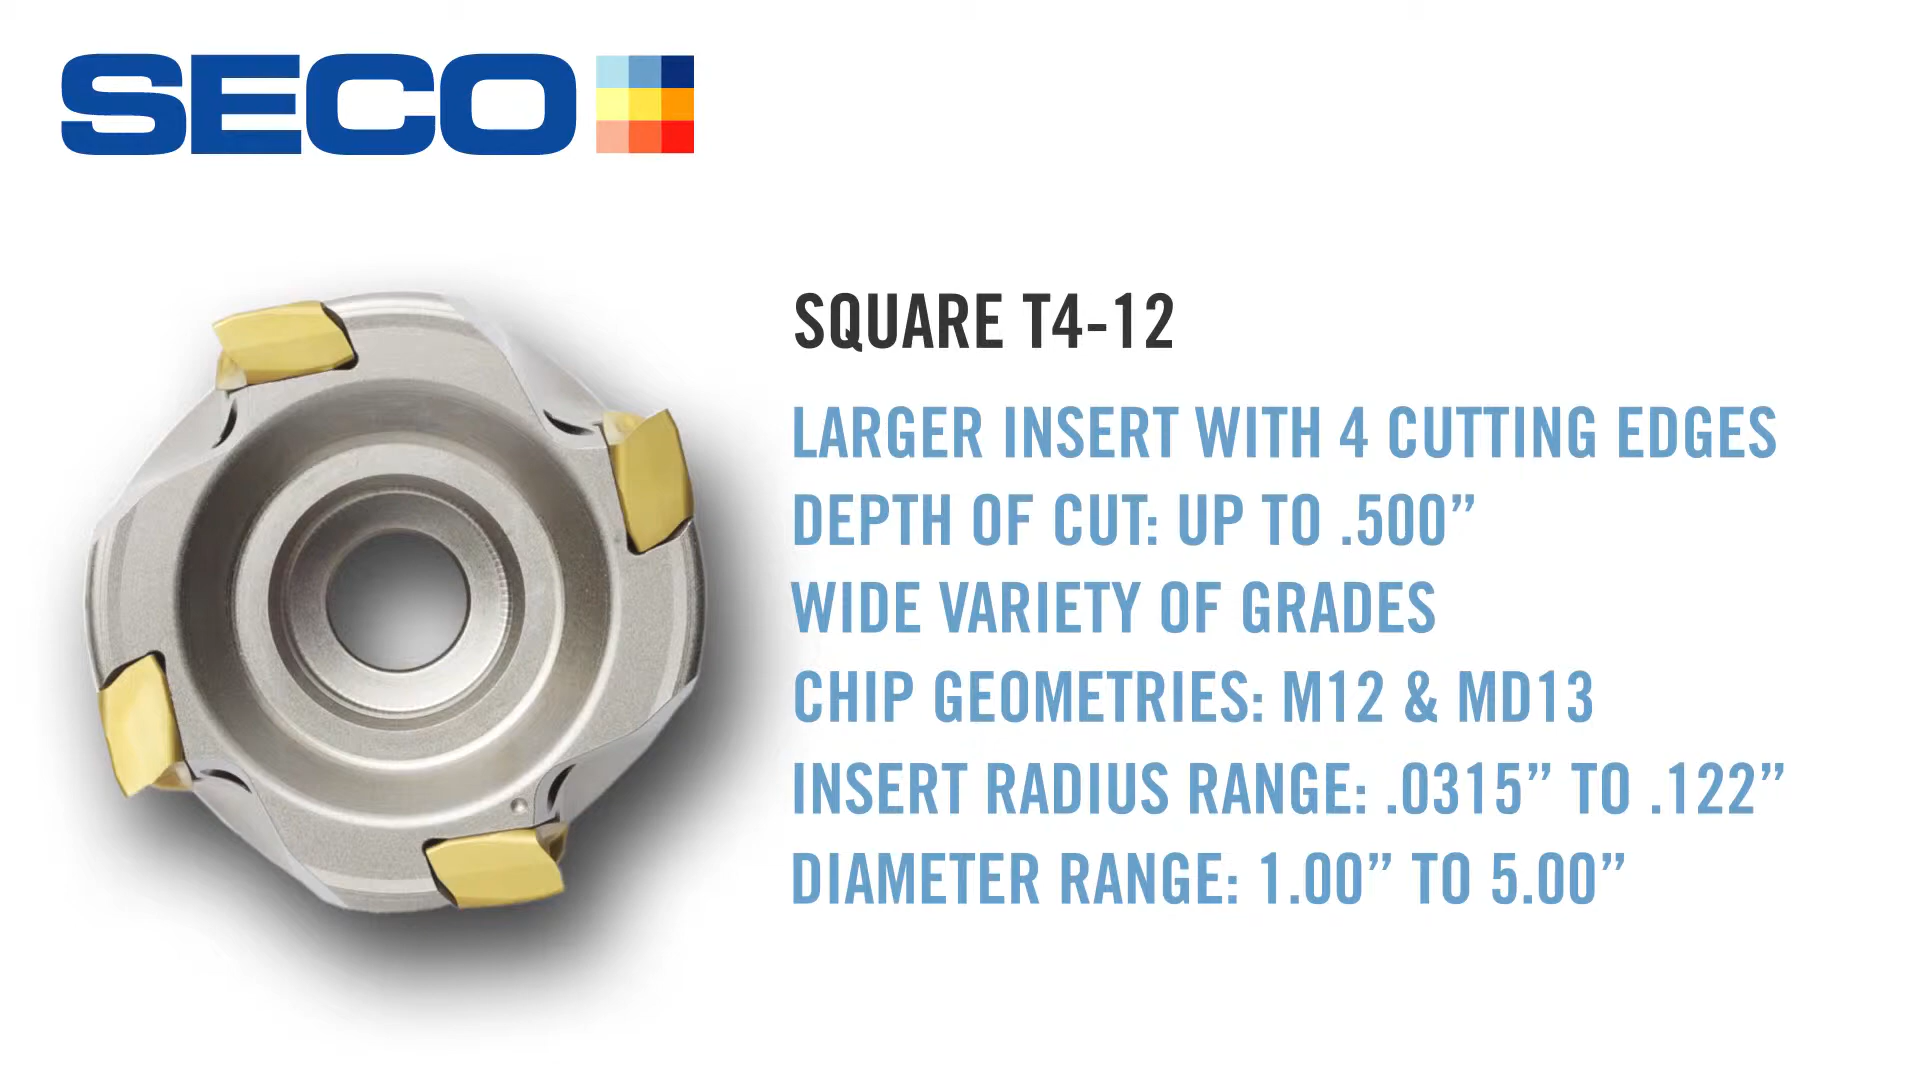 SECO
SQUARE T4-12
LARGER INSERT WITH 4 CUTTING EDGES
DEPTH OF CUT: UP TO .500”
WIDE VARIETY OF GRADES
CHIP GEOMETRIES: M12 & MD13
INSERT RADIUS RANGE: .0315” TO .122”
DIAMETER RANGE: 1.00” TO 5.00”